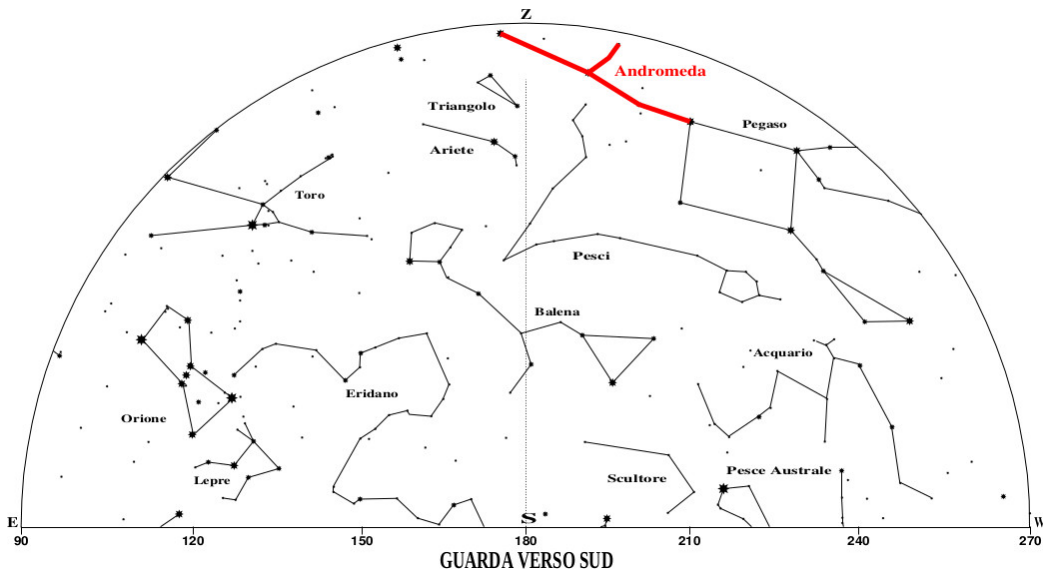 Z
Andromeda
Triangolo
Pegaso
Ariete
Toro
Pesci
Balena
Acquario
Eridano
Orione
Lepre
Scultore
Pesce Australe
E
S
W
90
120
150
180
210
240
270
GUARDA VERSO SUD